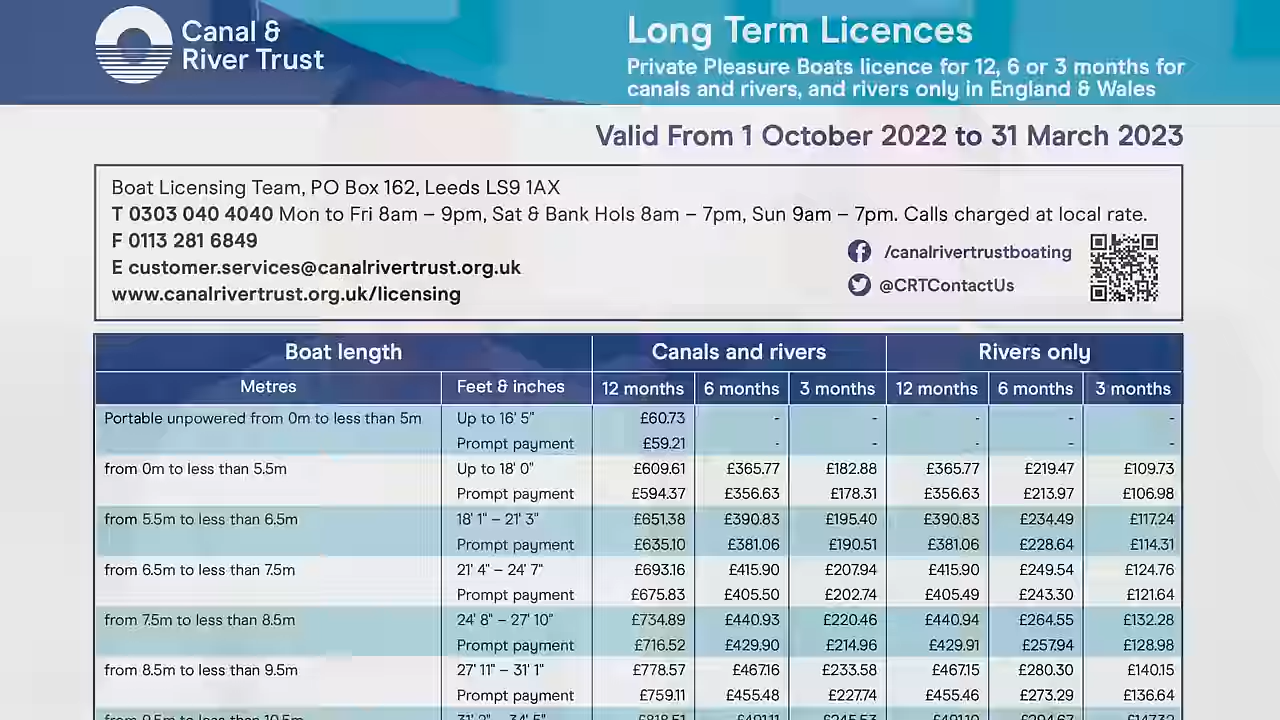 Canal &
River Trust
Long Term Licences
Private Pleasure Boats licence for 12, 6 or 3 months for
canals and rivers, and rivers only in England & Wales
Valid From 1 October 2022 to 31 March 2023
Boat Licensing Team, PO Box 162, Leeds LS9 1AX
T 0303 040 4040 Mon to Fri 8am – 9pm, Sat & Bank Hols 8am – 7pm, Sun 9am – 7pm. Calls charged at local rate.
F 0113 281 6849
E customer.services@canalrivertrust.org.uk
www.canalrivertrust.org.uk/licensing
/canalrivertrustboating
@CRTContactUs
Boat length Canals and rivers Rivers only
Metres Feet & inches 12 months 6 months 3 months 12 months 6 months 3 months
Portable unpowered from 0m to less than 5m Up to 16' 5" £60.73 - - - - -
Prompt payment £59.21 - - - - -
from 0m to less than 5.5m Up to 18' 0" £609.61 £365.77 £182.88 £365.77 £219.47 £109.73
Prompt payment £594.37 £356.63 £178.31 £356.63 £213.97 £106.98
from 5.5m to less than 6.5m 18' 1" – 21' 3" £651.38 £390.83 £195.40 £390.83 £234.49 £117.24
Prompt payment £635.10 £381.06 £190.51 £381.06 £228.64 £114.31
from 6.5m to less than 7.5m 21' 4" – 24' 7" £693.16 £415.90 £207.94 £415.90 £249.54 £124.76
Prompt payment £675.83 £405.50 £202.74 £405.49 £243.30 £121.64
from 7.5m to less than 8.5m 24' 8" – 27' 10" £734.89 £440.93 £220.46 £440.94 £264.55 £132.28
Prompt payment £716.52 £429.90 £214.96 £429.91 £257.94 £128.98
from 8.5m to less than 9.5m 27' 11" – 31' 1" £778.57 £467.16 £233.58 £467.15 £280.30 £140.15
Prompt payment £759.11 £455.48 £227.74 £455.46 £273.29 £136.64